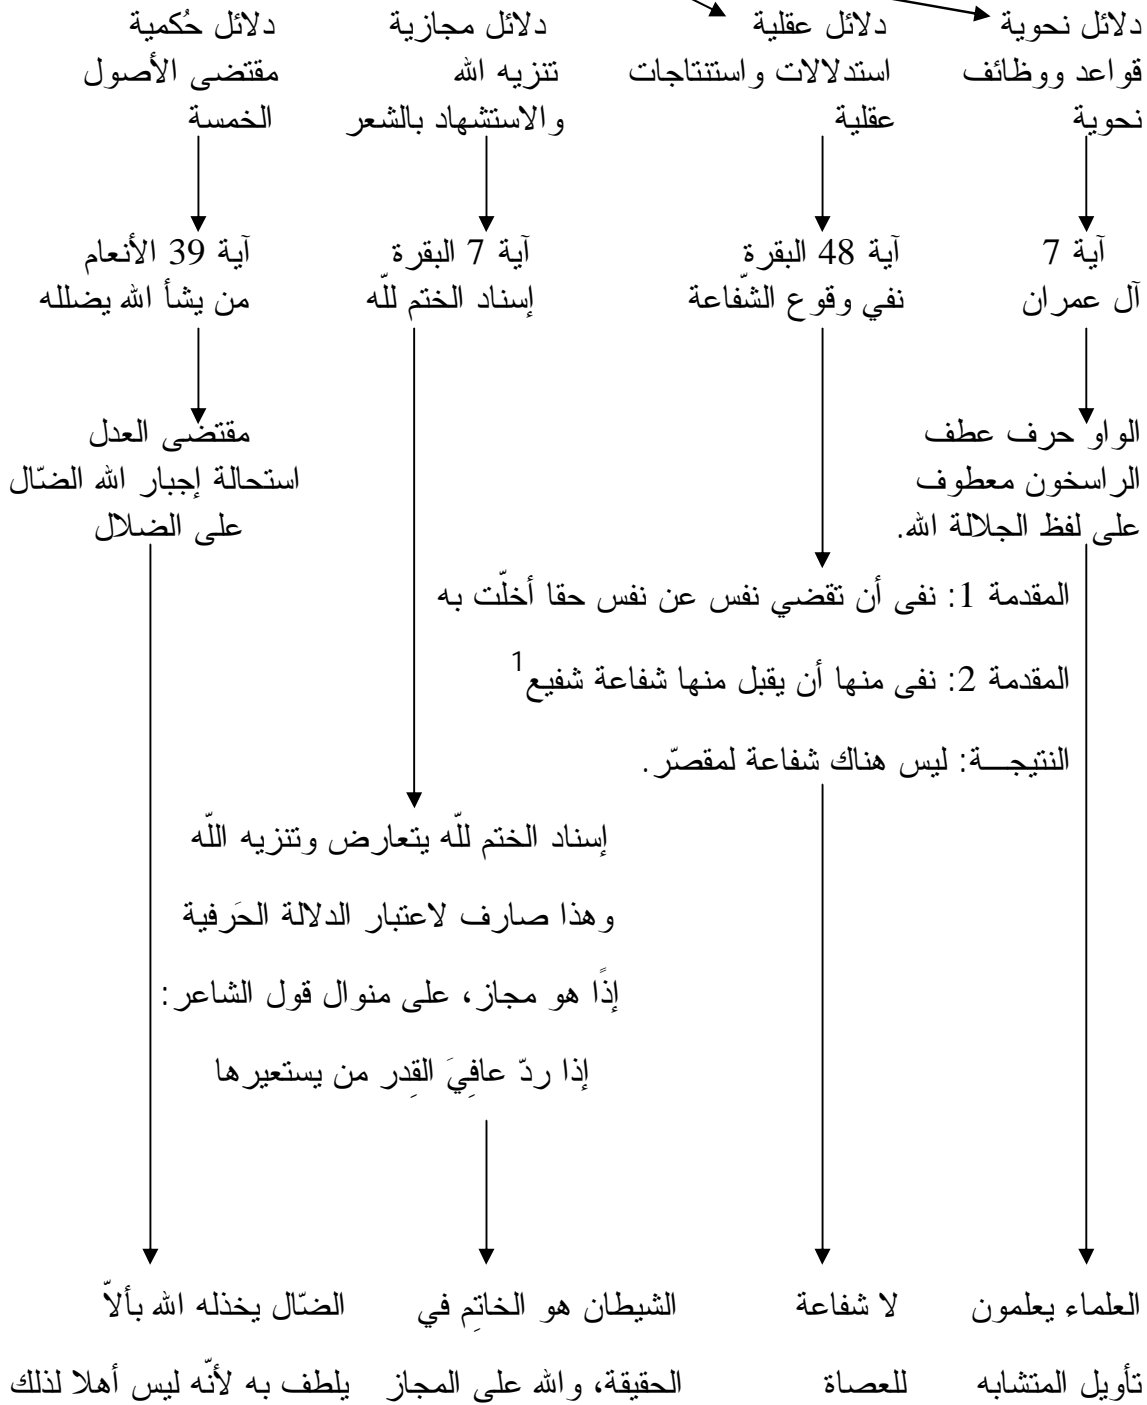 دلائل نحوية
قواعد ووظائف
نحوية
دلائل عقلية
استدلالات واستنتاجات
عقلية
دلائل مجازية
تنزيه الله
والاستشهاد بالشعر
دلائل حُكمية
مقتضى الأصول
الخمسة
آية 7
آل عمران
آية 48 البقرة
نفي وقوع الشّفاعة
آية 7 البقرة
إسناد الختم للّه
آية 39 الأنعام
من يشأ الله يضلله
الواو حرف عطف
الراسخون معطوف
على لفظ الجلالة الله.
مقتضى العدل
استحالة إجبار الله الضّال
على الضلال
المقدمة 1: نفى أن تقضي نفس عن نفس حقا أخلّت به
المقدمة 2: نفى منها أن يقبل منها شفاعة شفيع1
النتيجـــة: ليس هناك شفاعة لمقصّر.
إسناد الختم للّه يتعارض وتنزيه اللّه
وهذا صارف لاعتبار الدلالة الحَرفية
إذًا هو مجاز، على منوال قول الشاعر:
إذا ردّ عافِيَ القِدر من يستعيرها
العلماء يعلمون
تأويل المتشابه
لا شفاعة
للعصاة
الشيطان هو الخاتِم في
الحقيقة، والله على المجاز
الضّال يخذله الله بألاّ
يلطف به لأنّه ليس أهلا لذلك